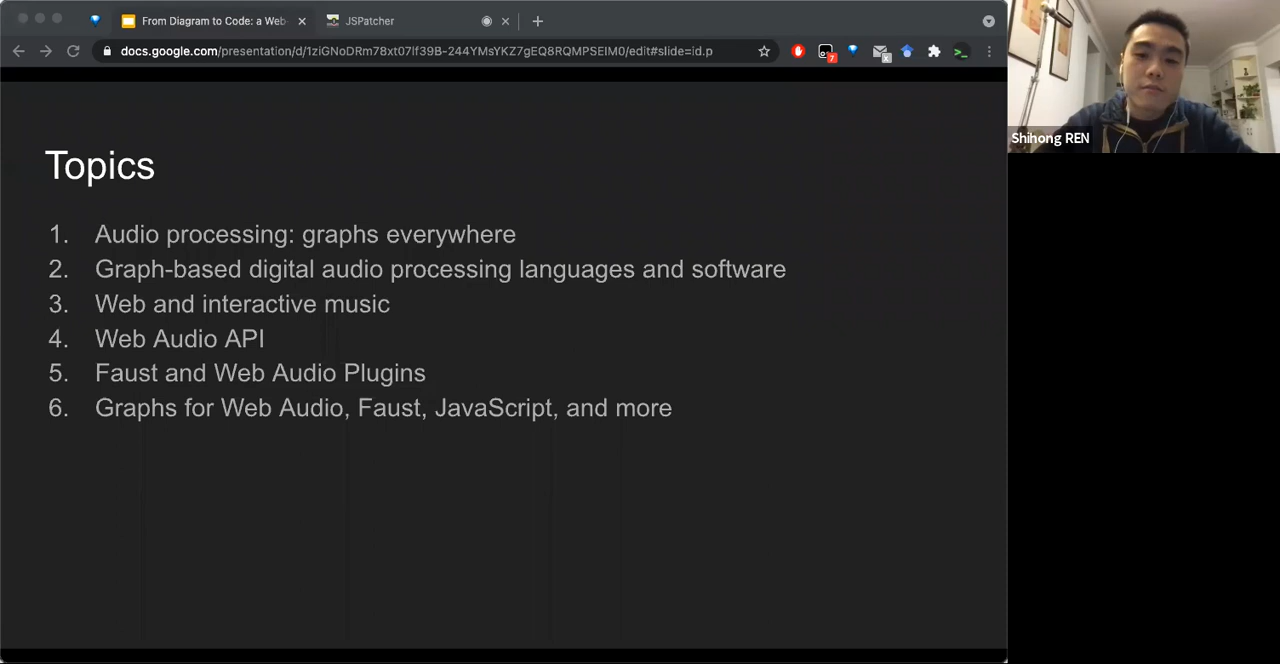 From Diagram to Code: a Web-
JSPatcher
docs.google.com/presentation/d/1ziGNoDRm78xt07lf39B-244YMsYKZ7gEQ8RQMPSEIM0/edit#slide=id.p
7
x
>_
Shihong REN
Topics
1. Audio processing: graphs everywhere
2. Graph-based digital audio processing languages and software
3. Web and interactive music
4. Web Audio API
5. Faust and Web Audio Plugins
6. Graphs for Web Audio, Faust, JavaScript, and more